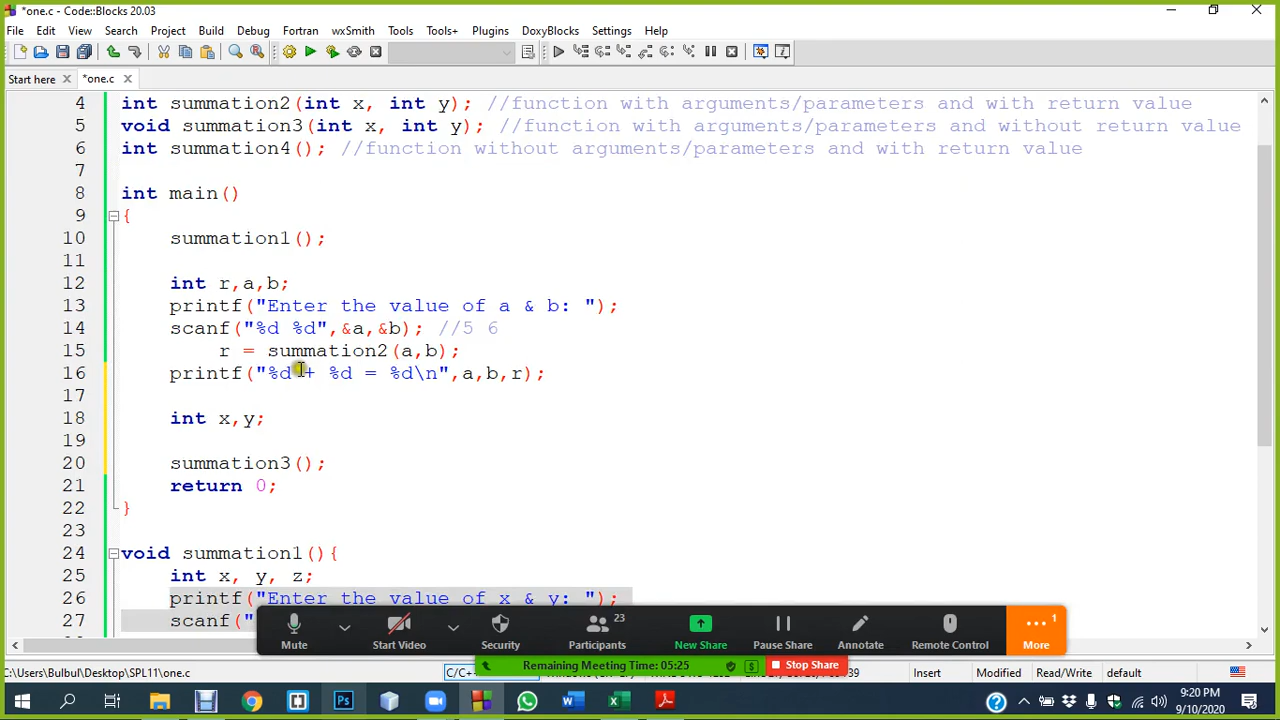 *one.c - Code::Blocks 20.03
File Edit View Search Project Build Debug Fortran wxSmith Tools Tools+ Plugins DoxyBlocks Settings Help
Start here *one.c
4 int summation2(int x, int y); //function with arguments/parameters and with return value
5 void summation3(int x, int y); //function with arguments/parameters and without return value
6 int summation4(); //function without arguments/parameters and with return value
7
8 int main()
9 {
10 summation1();
11
12 int r,a,b;
13 printf("Enter the value of a & b: ");
14 scanf("%d %d",&a,&b); //5 6
15 r = summation2(a,b);
16 printf("%d + %d = %d\n",a,b,r);
17
18 int x,y;
19
20 summation3();
21 return 0;
22 }
23
24 void summation1(){
25 int x, y, z;
26 printf("Enter the value of x & y: ");
27 scanf("
Mute Start Video Security 23 Participants New Share Pause Share Annotate Remote Control 1 More
Remaining Meeting Time: 05:25 Stop Share
C:\Users\Bulbul\Desktop\SPL11\one.c C/C+ Insert Modified Read/Write default
9:20 PM
9/10/2020